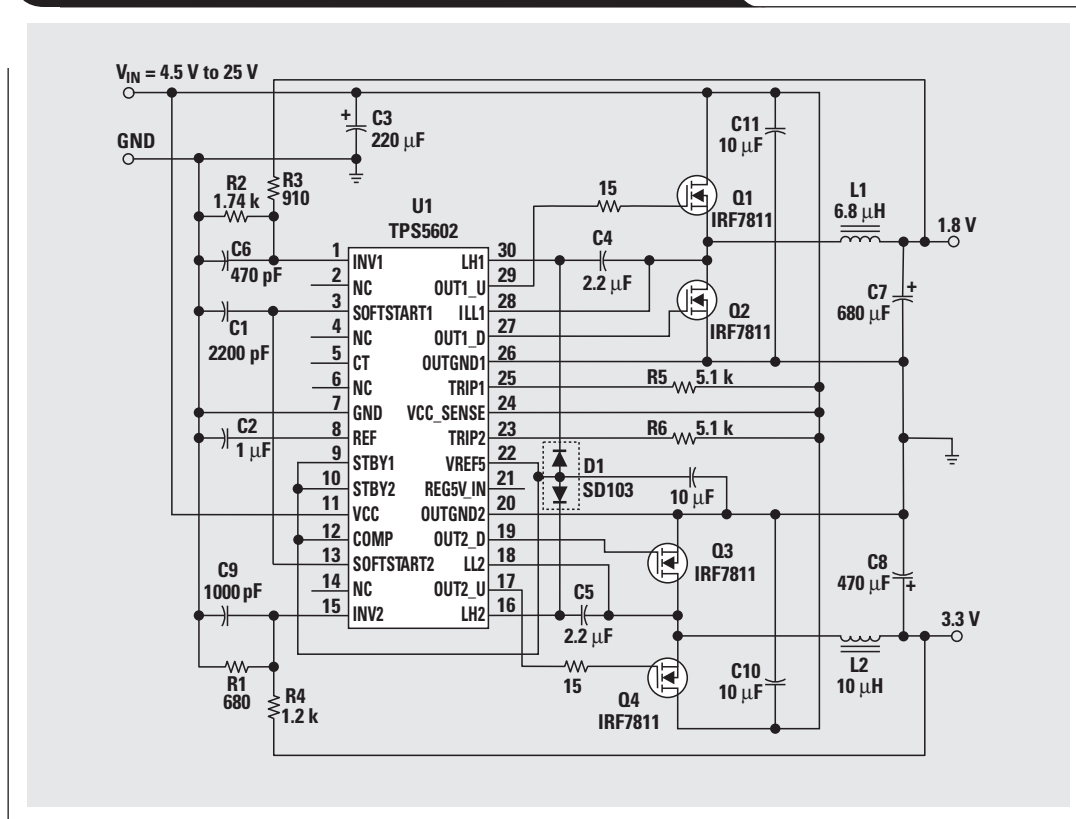 V_IN = 4.5 V to 25 V
GND
+
C3
220 μF
R2
1.74 k
R3
910
C6
470 pF
C1
2200 pF
C2
1 μF
C9
1000 pF
R1
680
R4
1.2 k
U1
TPS5602
1 INV1
2 NC
3 SOFTSTART1
4 NC
5 CT
6 NC
7 GND
8 REF
9 STBY1
10 STBY2
11 VCC
12 COMP
13 SOFTSTART2
14 NC
15 INV2
LH1 30
OUT1_U 29
ILL1 28
OUT1_D 27
OUTGND1 26
TRIP1 25
VCC_SENSE 24
TRIP2 23
VREF5 22
REG5V_IN 21
OUTGND2 20
OUT2_D 19
LL2 18
OUT2_U 17
LH2 16
15
C4
2.2 μF
Q1
IRF7811
Q2
IRF7811
C11
10 μF
L1
6.8 μH
1.8 V
C7
+
680 μF
R5 5.1 k
R6 5.1 k
D1
SD103
10 μF
Q3
IRF7811
C8
470 μF
+
C5
2.2 μF
15
Q4
IRF7811
C10
10 μF
3.3 V
L2
10 μH